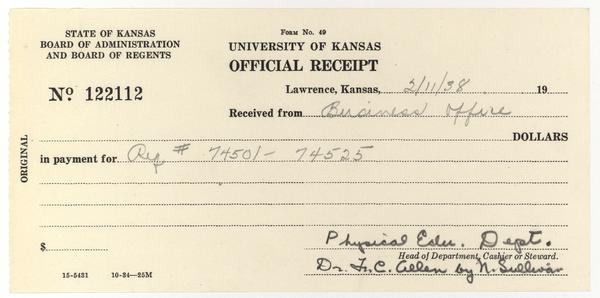 STATE OF KANSAS
BOARD OF ADMINISTRATION
AND BOARD OF REGENTS
Form No. 49
UNIVERSITY OF KANSAS
OFFICIAL RECEIPT
No. 122112
Lawrence, Kansas, 2/11/38 19
Received from Business Office
DOLLARS
ORIGINAL
in payment for Req # 74501 - 74525
$
Physical Edu. Dept.
Head of Department, Cashier or Steward.
Dr. F. C. Allen by N. Sullivan
15-5431 10-24-25M